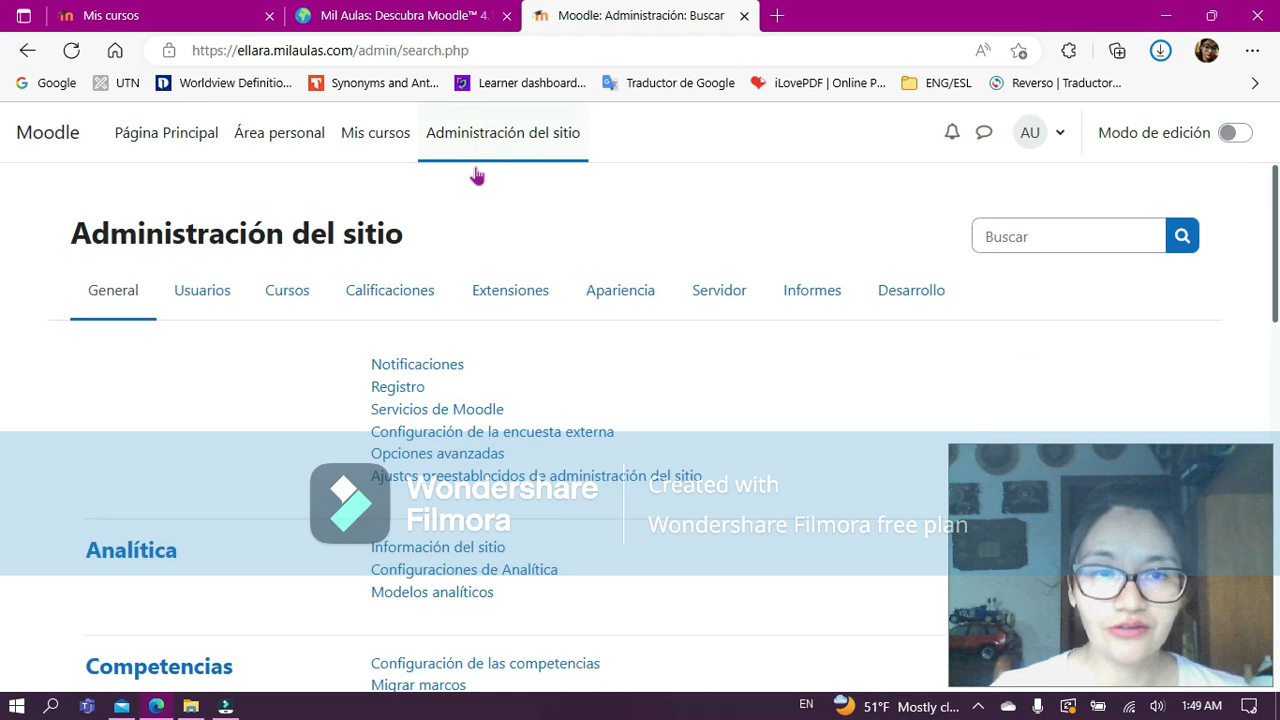 Mis cursos
Mil Aulas: Descubra Moodle™ 4.
Moodle: Administración: Buscar
https://ellara.milaulas.com/admin/search.php
Google
UTN
Worldview Definitio...
Synonyms and Ant...
Learner dashboard...
Traductor de Google
iLovePDF | Online P...
ENG/ESL
Reverso | Traductor...
Moodle
Página Principal
Área personal
Mis cursos
Administración del sitio
AU
Modo de edición
Administración del sitio
Buscar
General
Usuarios
Cursos
Calificaciones
Extensiones
Apariencia
Servidor
Informes
Desarrollo
Notificaciones
Registro
Servicios de Moodle
Configuración de la encuesta externa
Opciones avanzadas
Ajustes preestablecidos de administración del sitio
Wondershare
Filmora
Created with
Wondershare Filmora free plan
Analítica
Información del sitio
Configuraciones de Analítica
Modelos analíticos
Competencias
Configuración de las competencias
Migrar marcos
EN
51°F Mostly cl...
1:49 AM